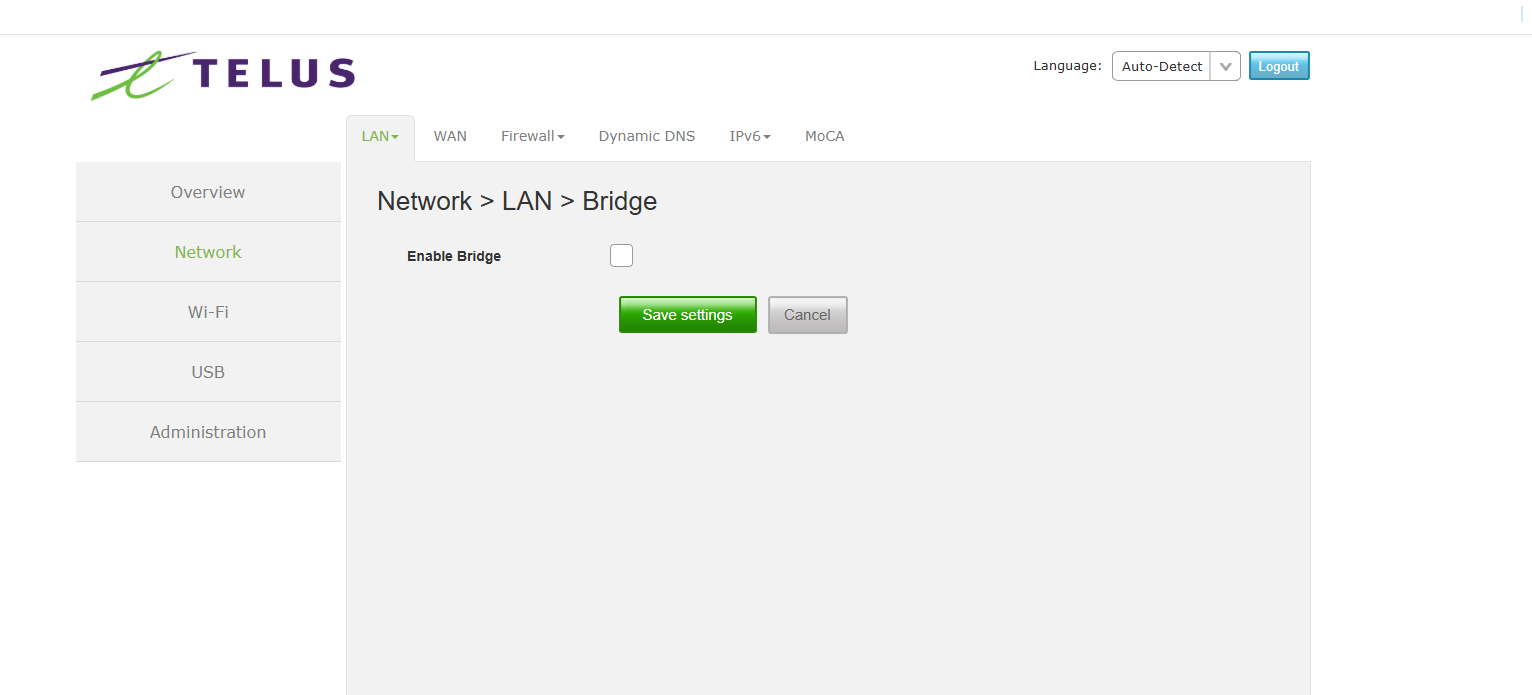 TELUS
Language: Auto-Detect Logout
LAN WAN Firewall Dynamic DNS IPv6 MoCA
Overview
Network
Wi-Fi
USB
Administration
Network > LAN > Bridge
Enable Bridge
Save settings Cancel